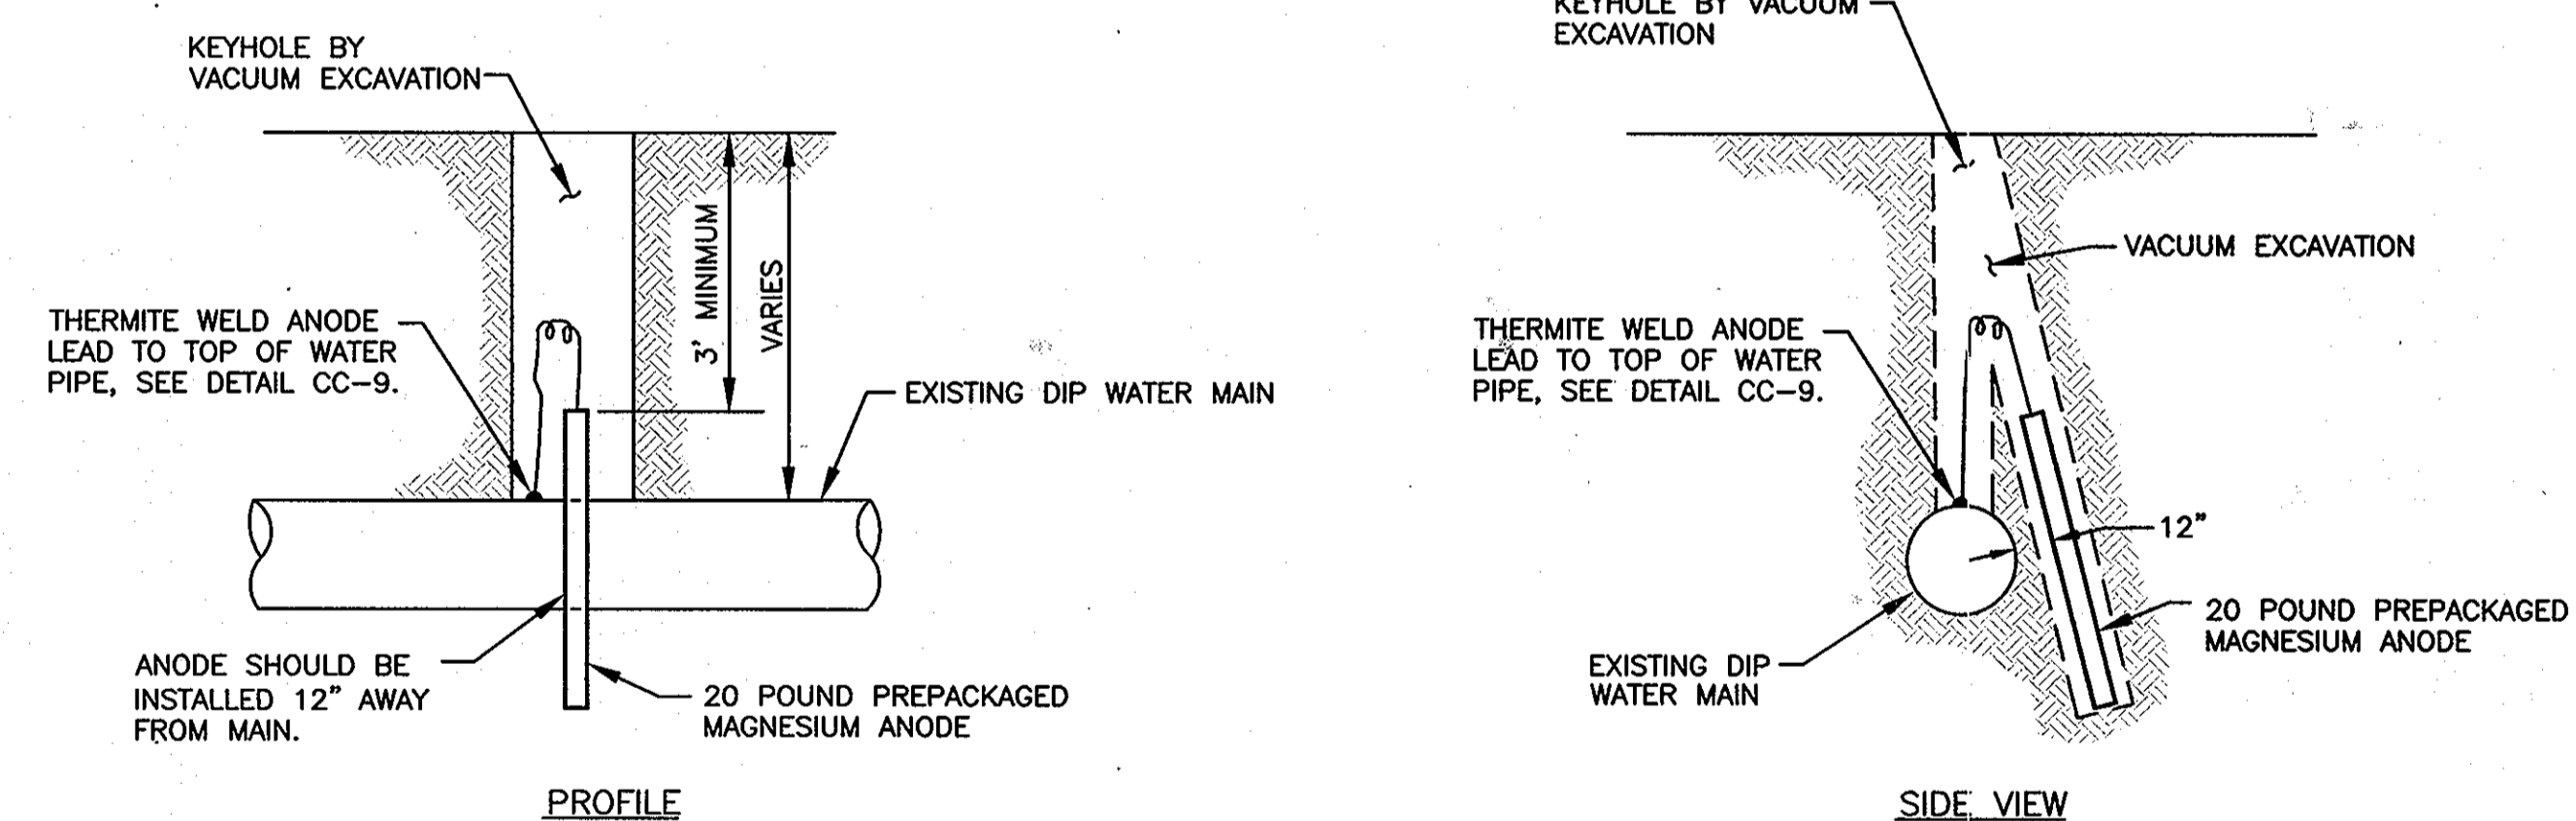 KEYHOLE BY
VACUUM EXCAVATION
3' MINIMUM
VARIES
THERMITE WELD ANODE
LEAD TO TOP OF WATER
PIPE, SEE DETAIL CC-9.
EXISTING DIP WATER MAIN
ANODE SHOULD BE
INSTALLED 12" AWAY
FROM MAIN.
20 POUND PREPACKAGED
MAGNESIUM ANODE
PROFILE
KEYHOLE BY VACUUM
EXCAVATION
VACUUM EXCAVATION
THERMITE WELD ANODE
LEAD TO TOP OF WATER
PIPE, SEE DETAIL CC-9.
12"
20 POUND PREPACKAGED
MAGNESIUM ANODE
EXISTING DIP
WATER MAIN
SIDE VIEW